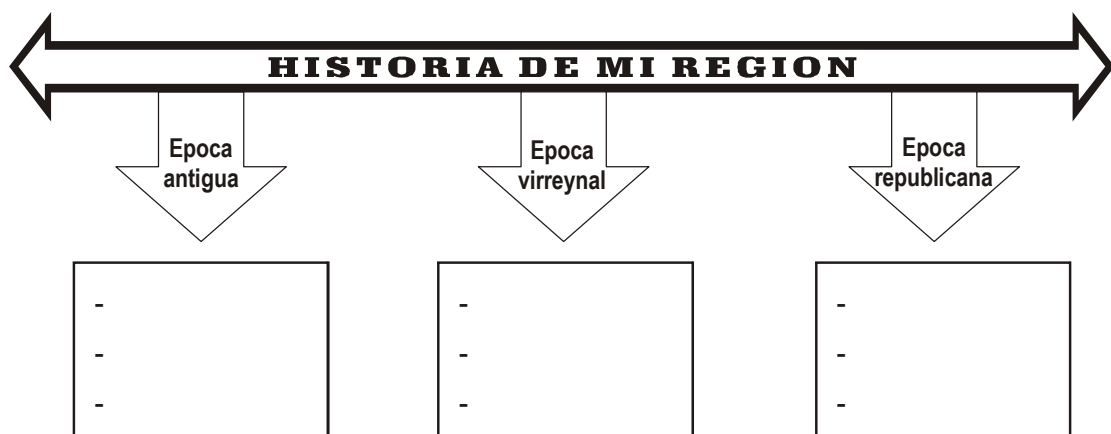 HISTORIA DE MI REGION
Epoca
antigua
Epoca
virreynal
Epoca
republicana
-
-
-
-
-
-
-
-
-